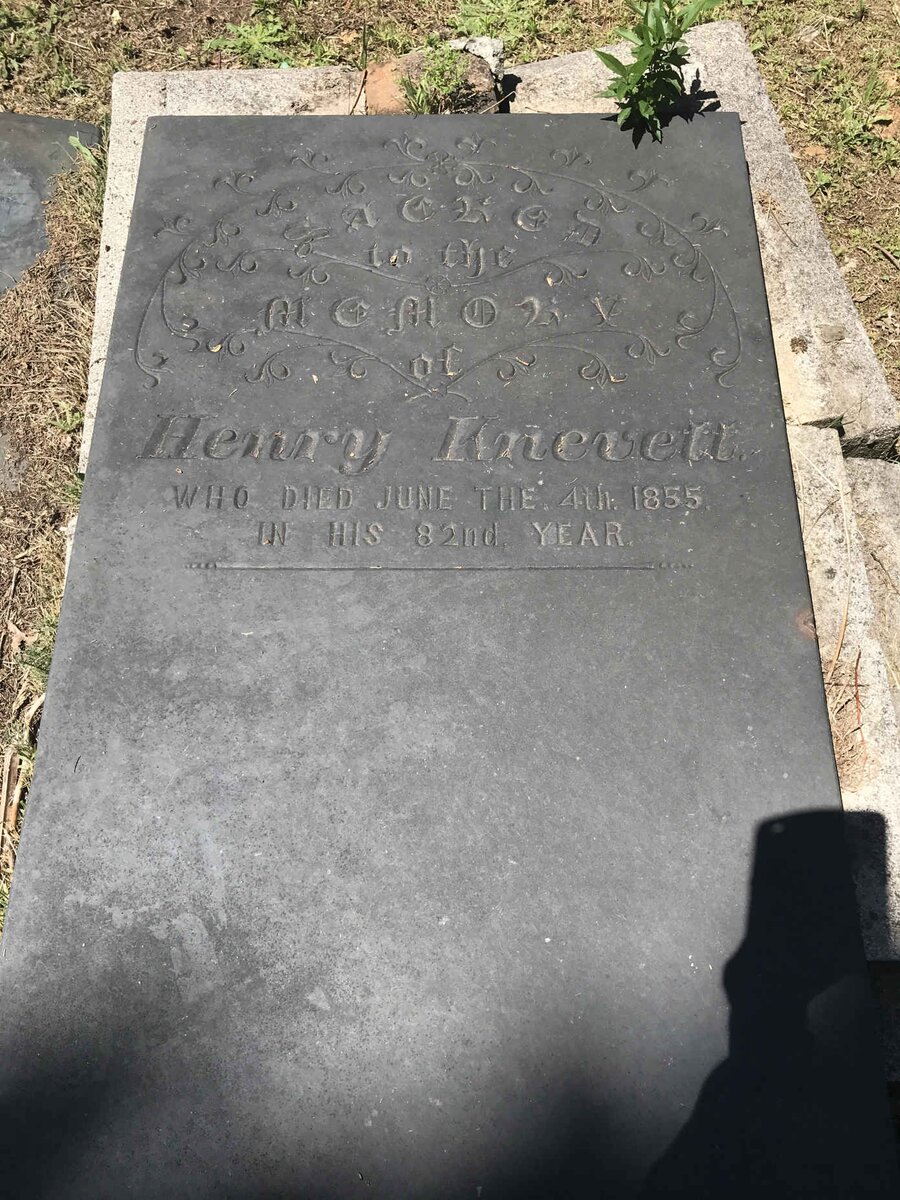 SACRED
to the
MEMORY
of
Henry Knevett.
WHO DIED JUNE THE 4th. 1855.
IN HIS 82nd. YEAR.